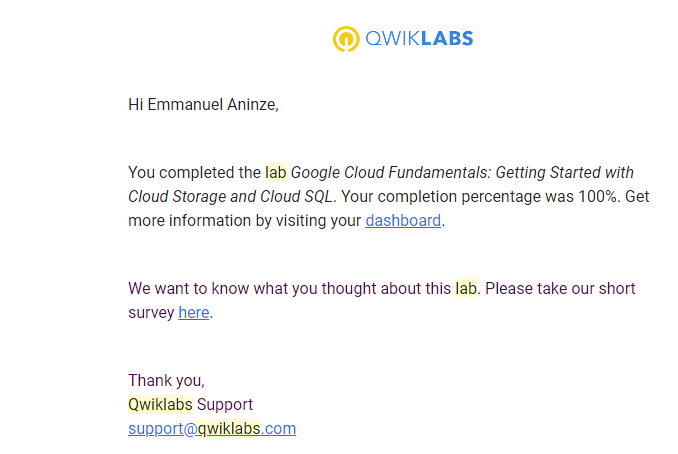 QWIKLABS
Hi Emmanuel Aninze,
You completed the lab Google Cloud Fundamentals: Getting Started with
Cloud Storage and Cloud SQL. Your completion percentage was 100%. Get
more information by visiting your dashboard.
We want to know what you thought about this lab. Please take our short
survey here.
Thank you,
Qwiklabs Support
support@qwiklabs.com